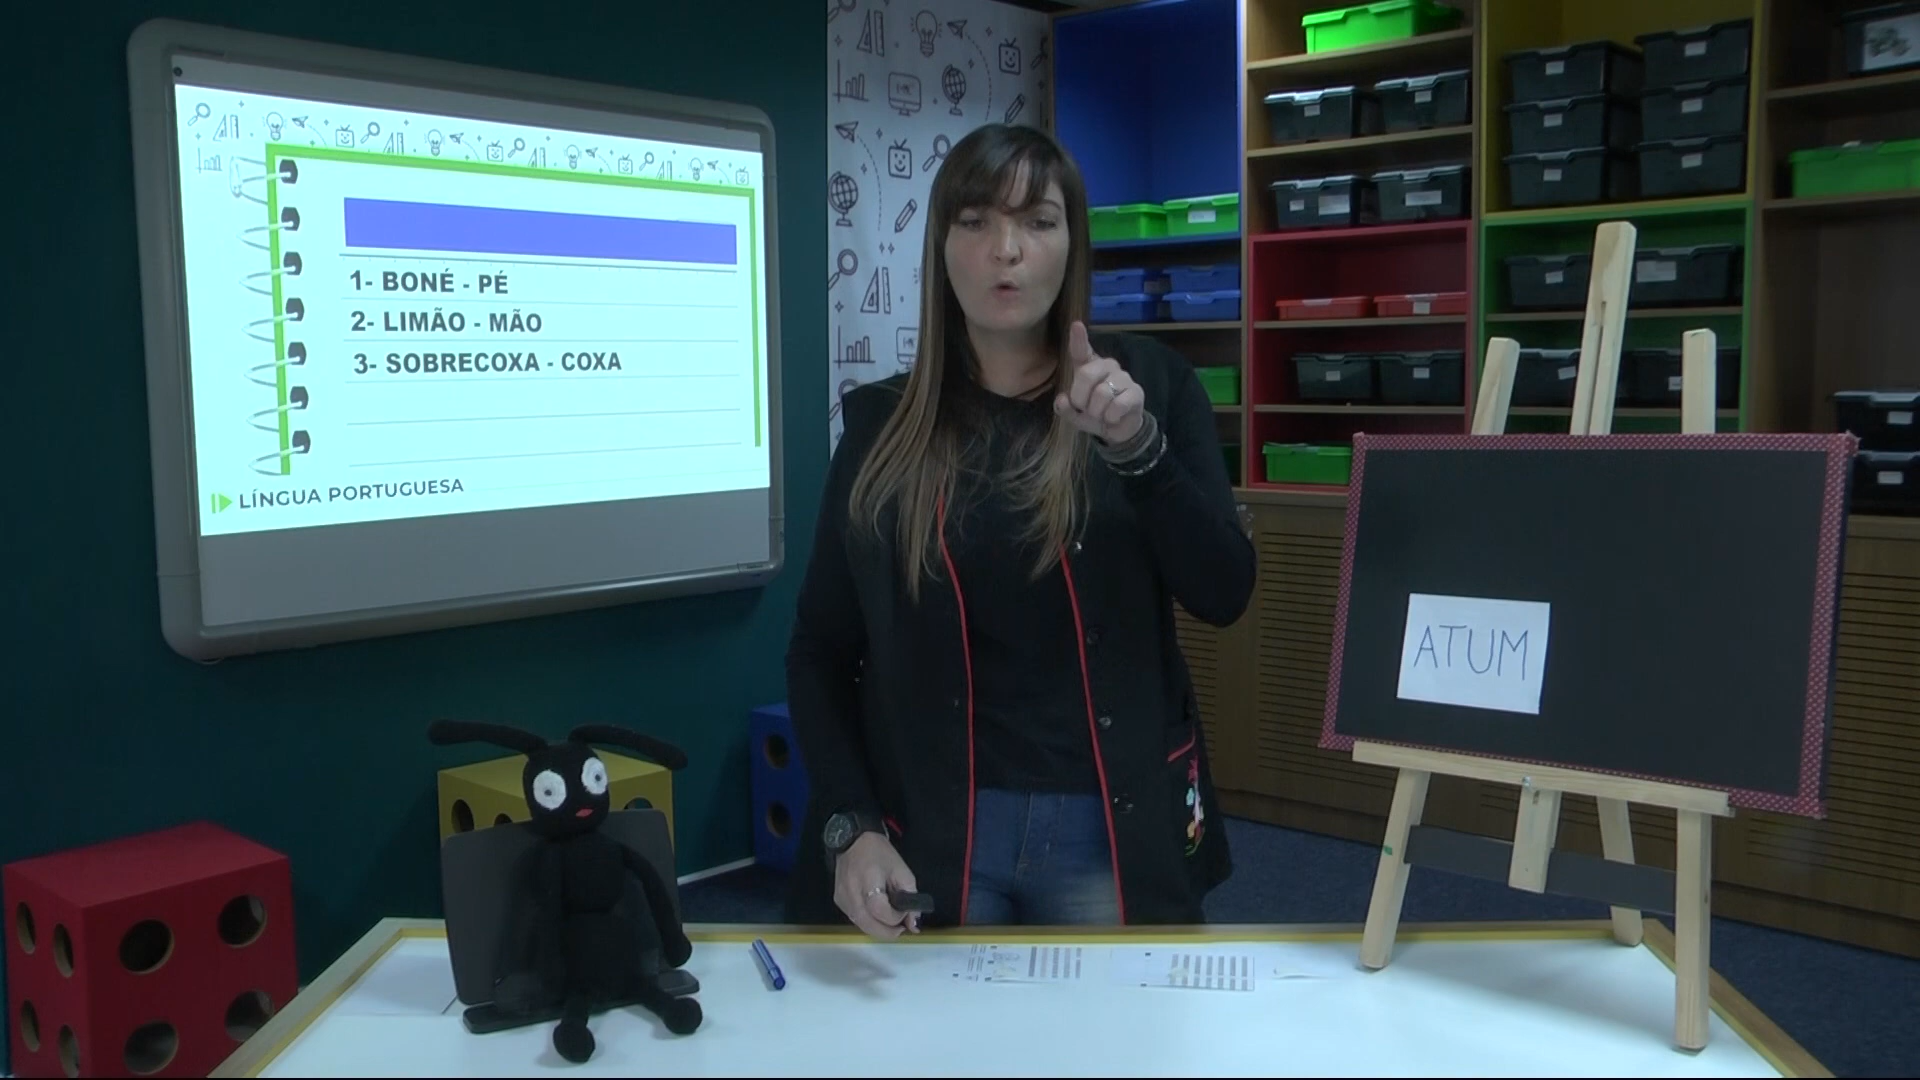 1- BONÉ - PÉ
2- LIMÃO - MÃO
3- SOBRECOXA - COXA
LÍNGUA PORTUGUESA
ATUM